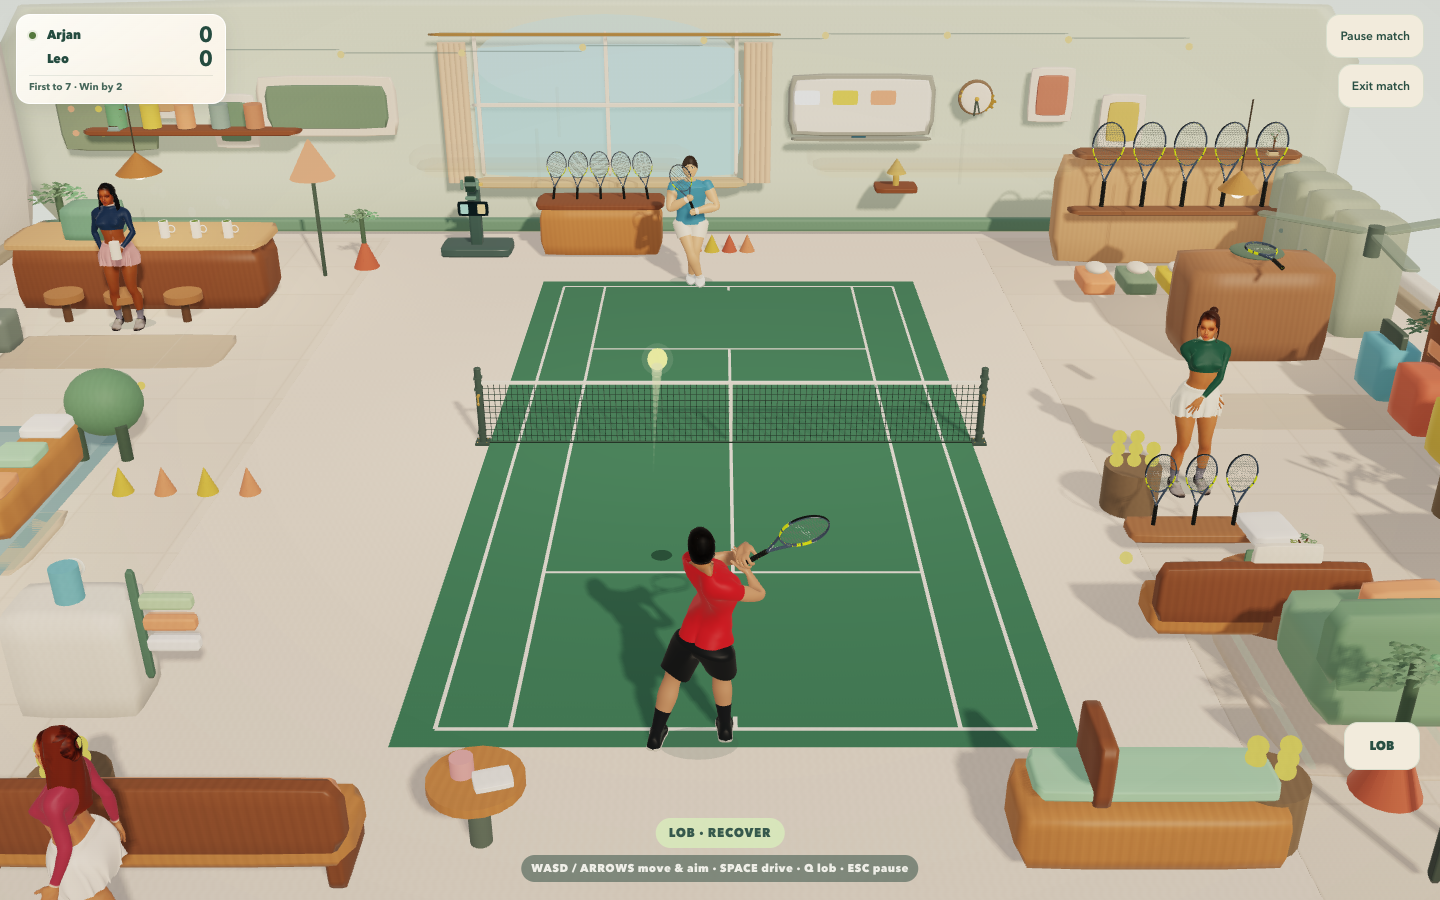 Arjan 0
Leo 0
First to 7 · Win by 2
Pause match
Exit match
LOB
LOB · RECOVER
WASD / ARROWS move & aim · SPACE drive · Q lob · ESC pause